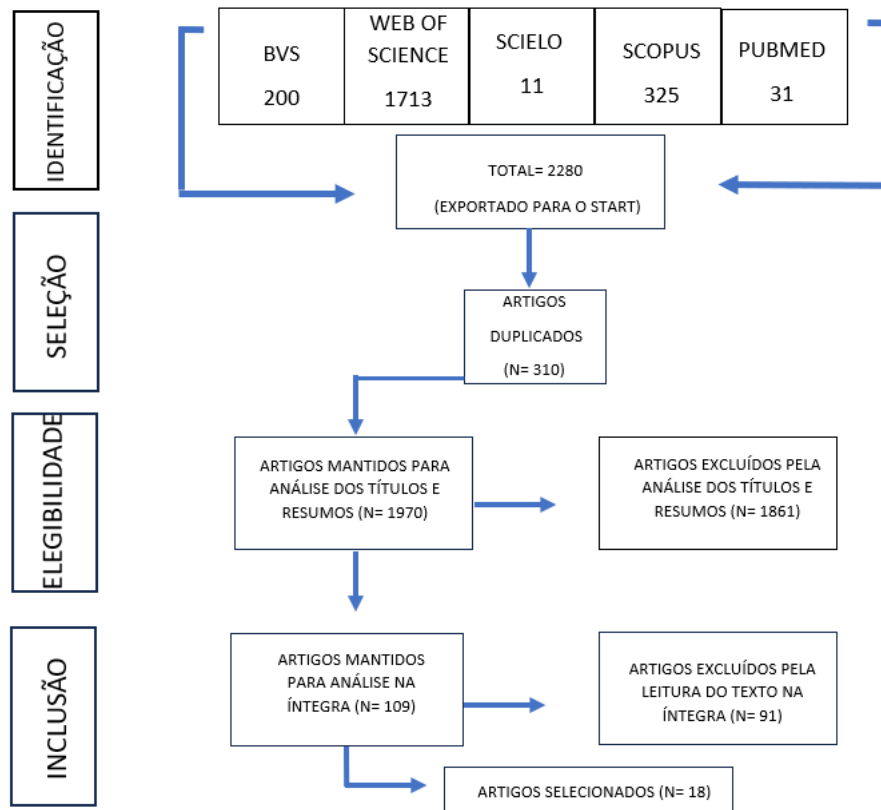 IDENTIFICAÇÃO
BVS
200
WEB OF
SCIENCE
1713
SCIELO
11
SCOPUS
325
PUBMED
31
TOTAL= 2280
(EXPORTADO PARA O START)
SELEÇÃO
ARTIGOS
DUPLICADOS
(N= 310)
ELEGIBILIDADE
ARTIGOS MANTIDOS PARA
ANÁLISE DOS TÍTULOS E
RESUMOS (N= 1970)
ARTIGOS EXCLUÍDOS PELA
ANÁLISE DOS TÍTULOS E
RESUMOS (N= 1861)
INCLUSÃO
ARTIGOS MANTIDOS
PARA ANÁLISE NA
ÍNTEGRA (N= 109)
ARTIGOS EXCLUÍDOS PELA
LEITURA DO TEXTO NA
ÍNTEGRA (N= 91)
ARTIGOS SELECIONADOS (N= 18)